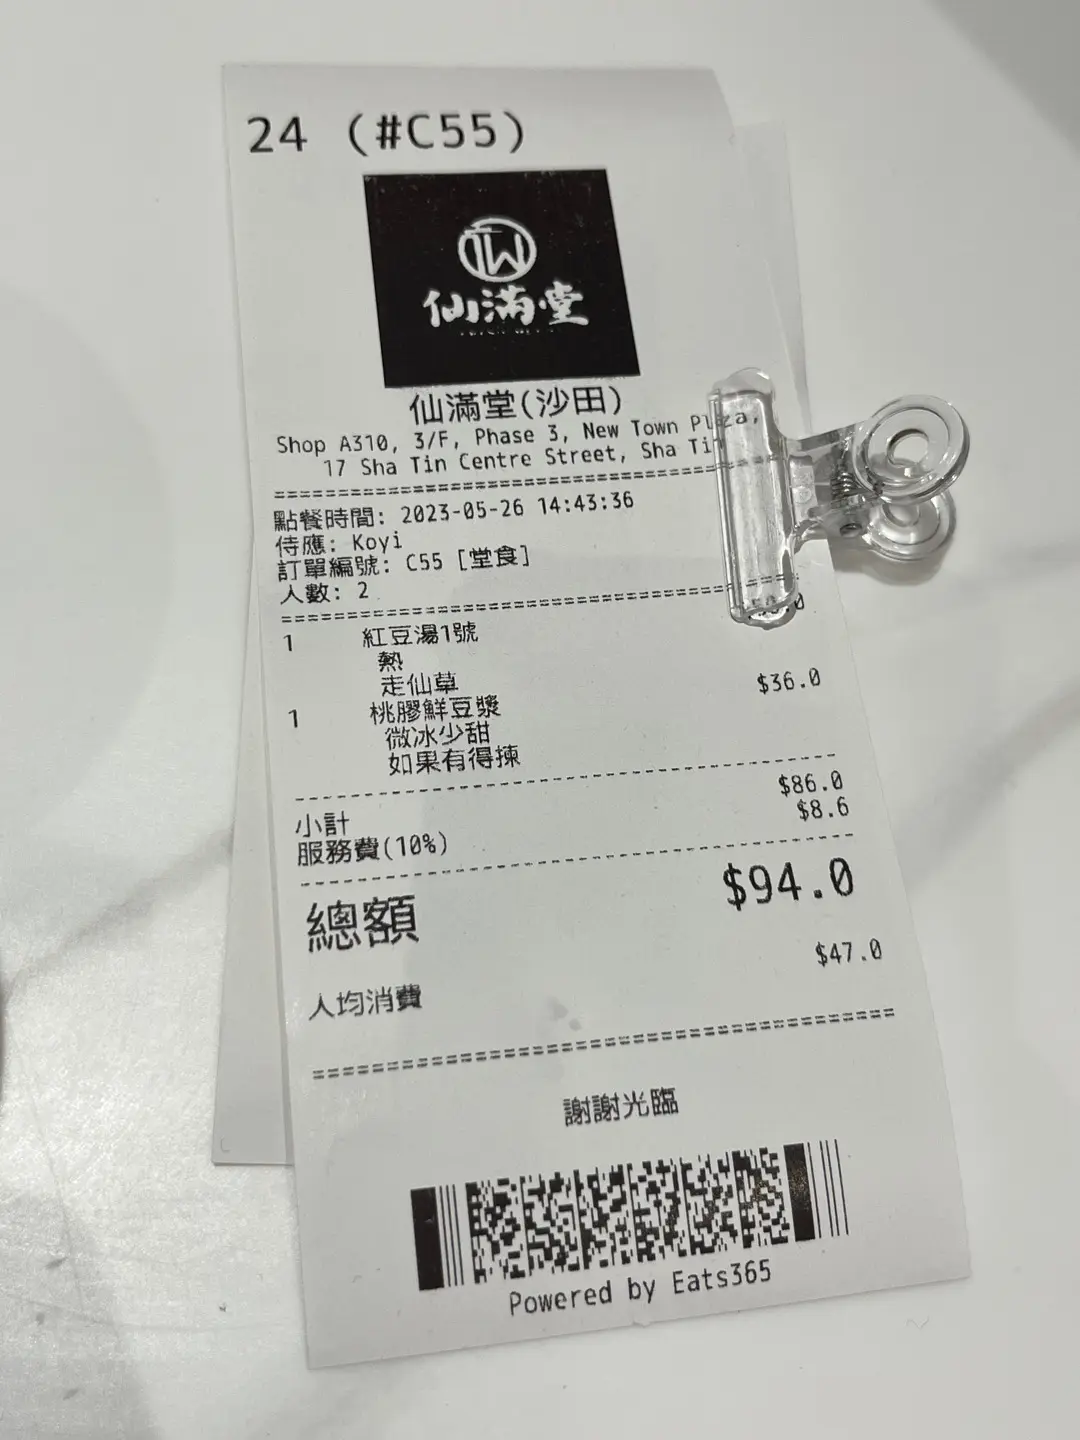 24 (#C55)
仙滿堂
仙滿堂(沙田)
Shop A310, 3/F, Phase 3, New Town Plaza,
17 Sha Tin Centre Street, Sha Tin
點餐時間: 2023-05-26 14:43:36
侍應: Koyi
訂單編號: C55 [堂食]
人數: 2
1 紅豆湯1號
熱
走仙草
1 桃膠鮮豆漿 $36.0
微冰少甜
如果有得揀
小計 $86.0
服務費(10%) $8.6
總額 $94.0
人均消費 $47.0
謝謝光臨
Powered by Eats365